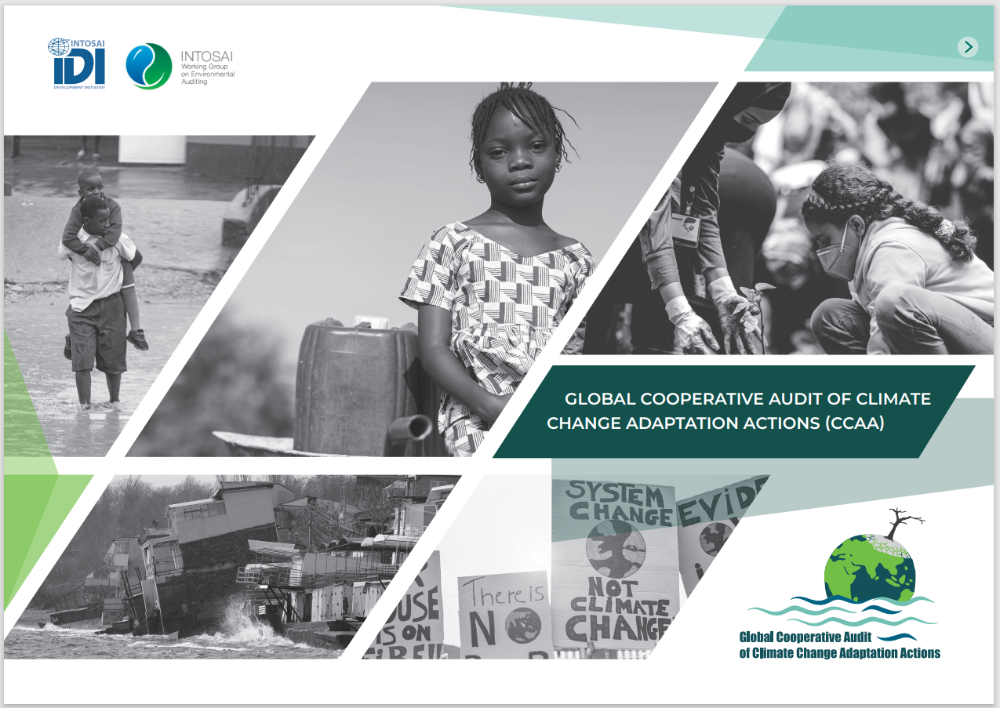 INTOSAI
IDI
DEVELOPMENT INITIATIVE
INTOSAI
Working Group
on Environmental
Auditing
GLOBAL COOPERATIVE AUDIT OF CLIMATE
CHANGE ADAPTATION ACTIONS (CCAA)
SYSTEM
CHANGE
NOT
CLIMATE
CHANGE
EVIDE
There is
NO
OUSE
IS ON
FIRE!!
Global Cooperative Audit
of Climate Change Adaptation Actions